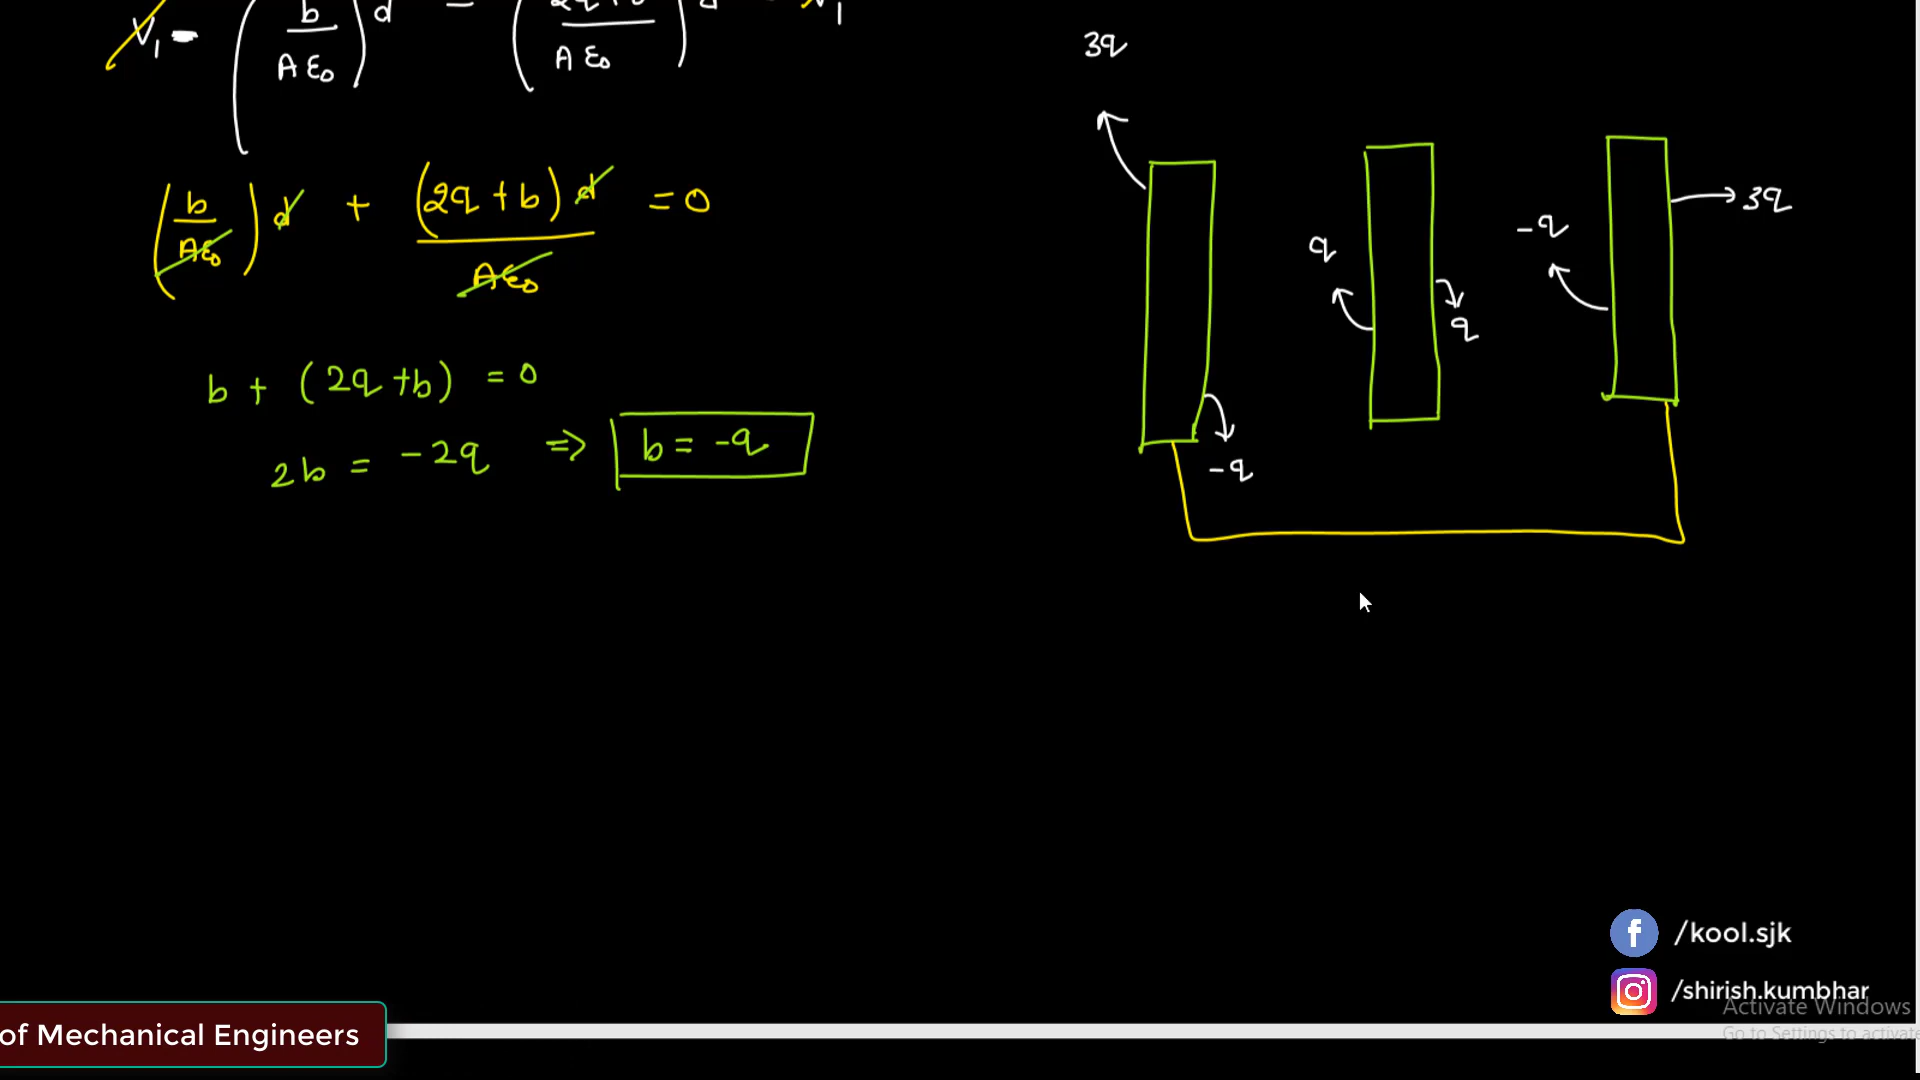 V₁ - (b / Aε₀) d - (2q+b / Aε₀) d = V₁
(b / Aε₀) d + (2q + b) d / Aε₀ = 0
b + (2q + b) = 0
2b = -2q ⇒ b = -q
3q
3q
-q
q
q
-q
/kool.sjk
/shirish.kumbhar
Activate Windows
Go to Settings to activate
of Mechanical Engineers